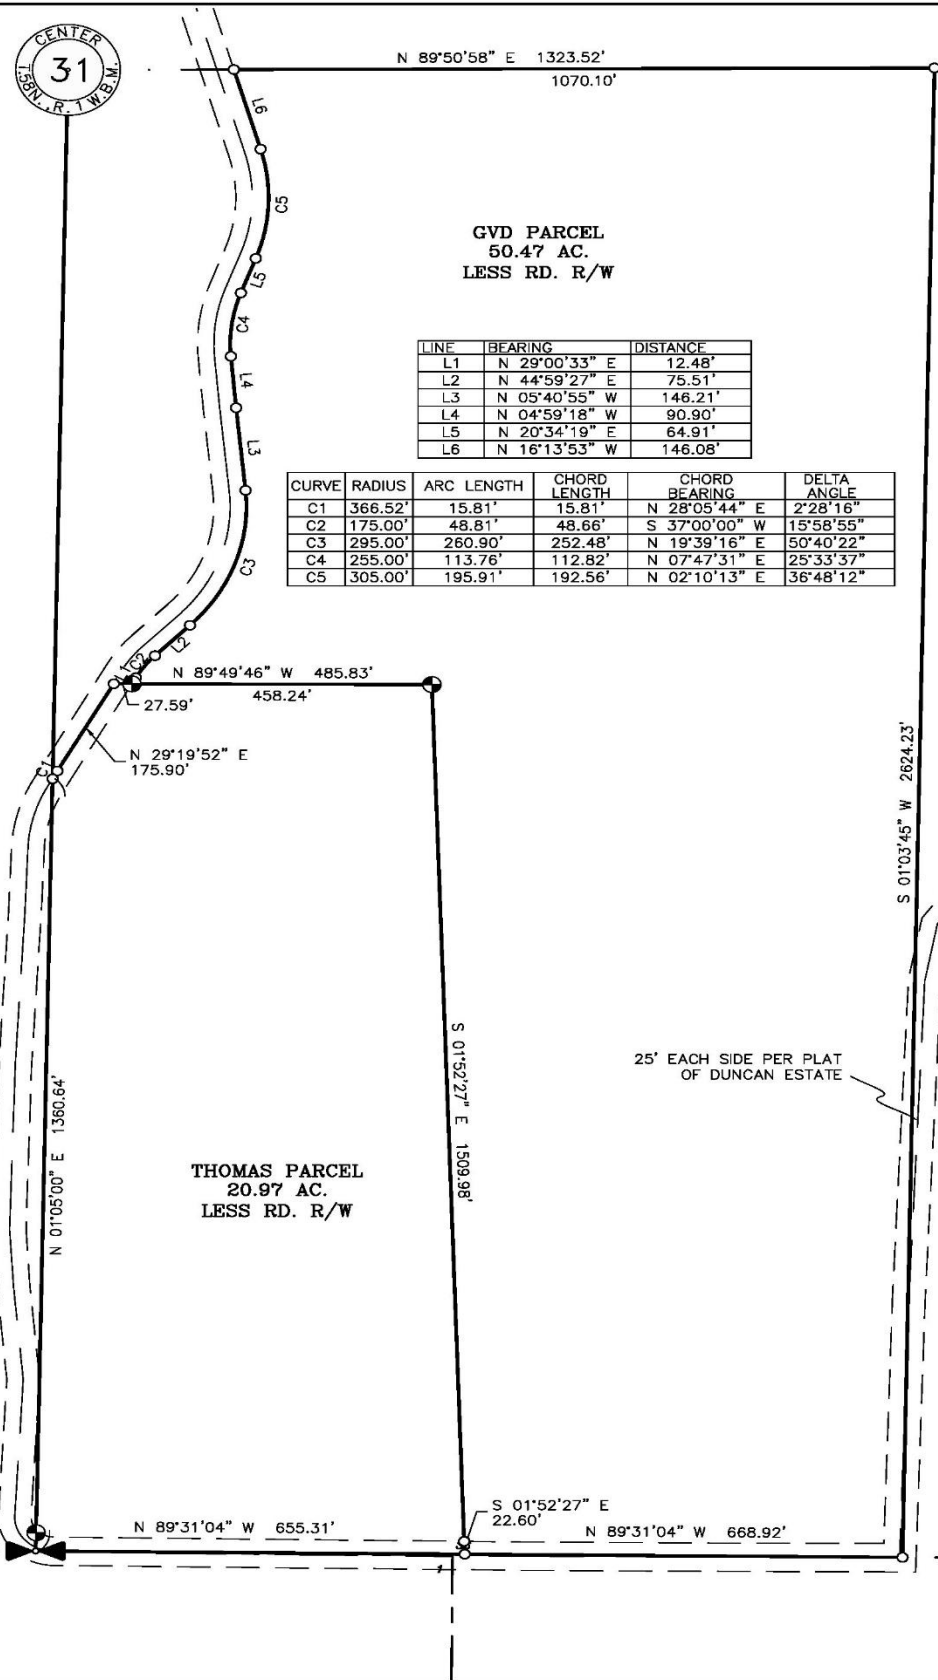 CENTER
31
T.58N., R. 1 W.B.M.
N 89°50'58" E 1323.52'
1070.10'
L6
C5
L5
C4
L4
L3
C3
L2
C2
L1
C1
GVD PARCEL
50.47 AC.
LESS RD. R/W
LINE BEARING DISTANCE
L1 N 29°00'33" E 12.48'
L2 N 44°59'27" E 75.51'
L3 N 05°40'55" W 146.21'
L4 N 04°59'18" W 90.90'
L5 N 20°34'19" E 64.91'
L6 N 16°13'53" W 146.08'
CURVE RADIUS ARC LENGTH CHORD LENGTH CHORD BEARING DELTA ANGLE
C1 366.52' 15.81' 15.81' N 28°05'44" E 2°28'16"
C2 175.00' 48.81' 48.66' S 37°00'00" W 15°58'55"
C3 295.00' 260.90' 252.48' N 19°39'16" E 50°40'22"
C4 255.00' 113.76' 112.82' N 07°47'31" E 25°33'37"
C5 305.00' 195.91' 192.56' N 02°10'13" E 36°48'12"
N 89°49'46" W 485.83'
458.24'
27.59'
N 29°19'52" E
175.90'
S 01°03'45" W 2624.23'
S 01°52'27" E 1509.98'
25' EACH SIDE PER PLAT
OF DUNCAN ESTATE
N 01°05'00" E 1360.64'
THOMAS PARCEL
20.97 AC.
LESS RD. R/W
S 01°52'27" E
22.60'
N 89°31'04" W 655.31'
N 89°31'04" W 668.92'